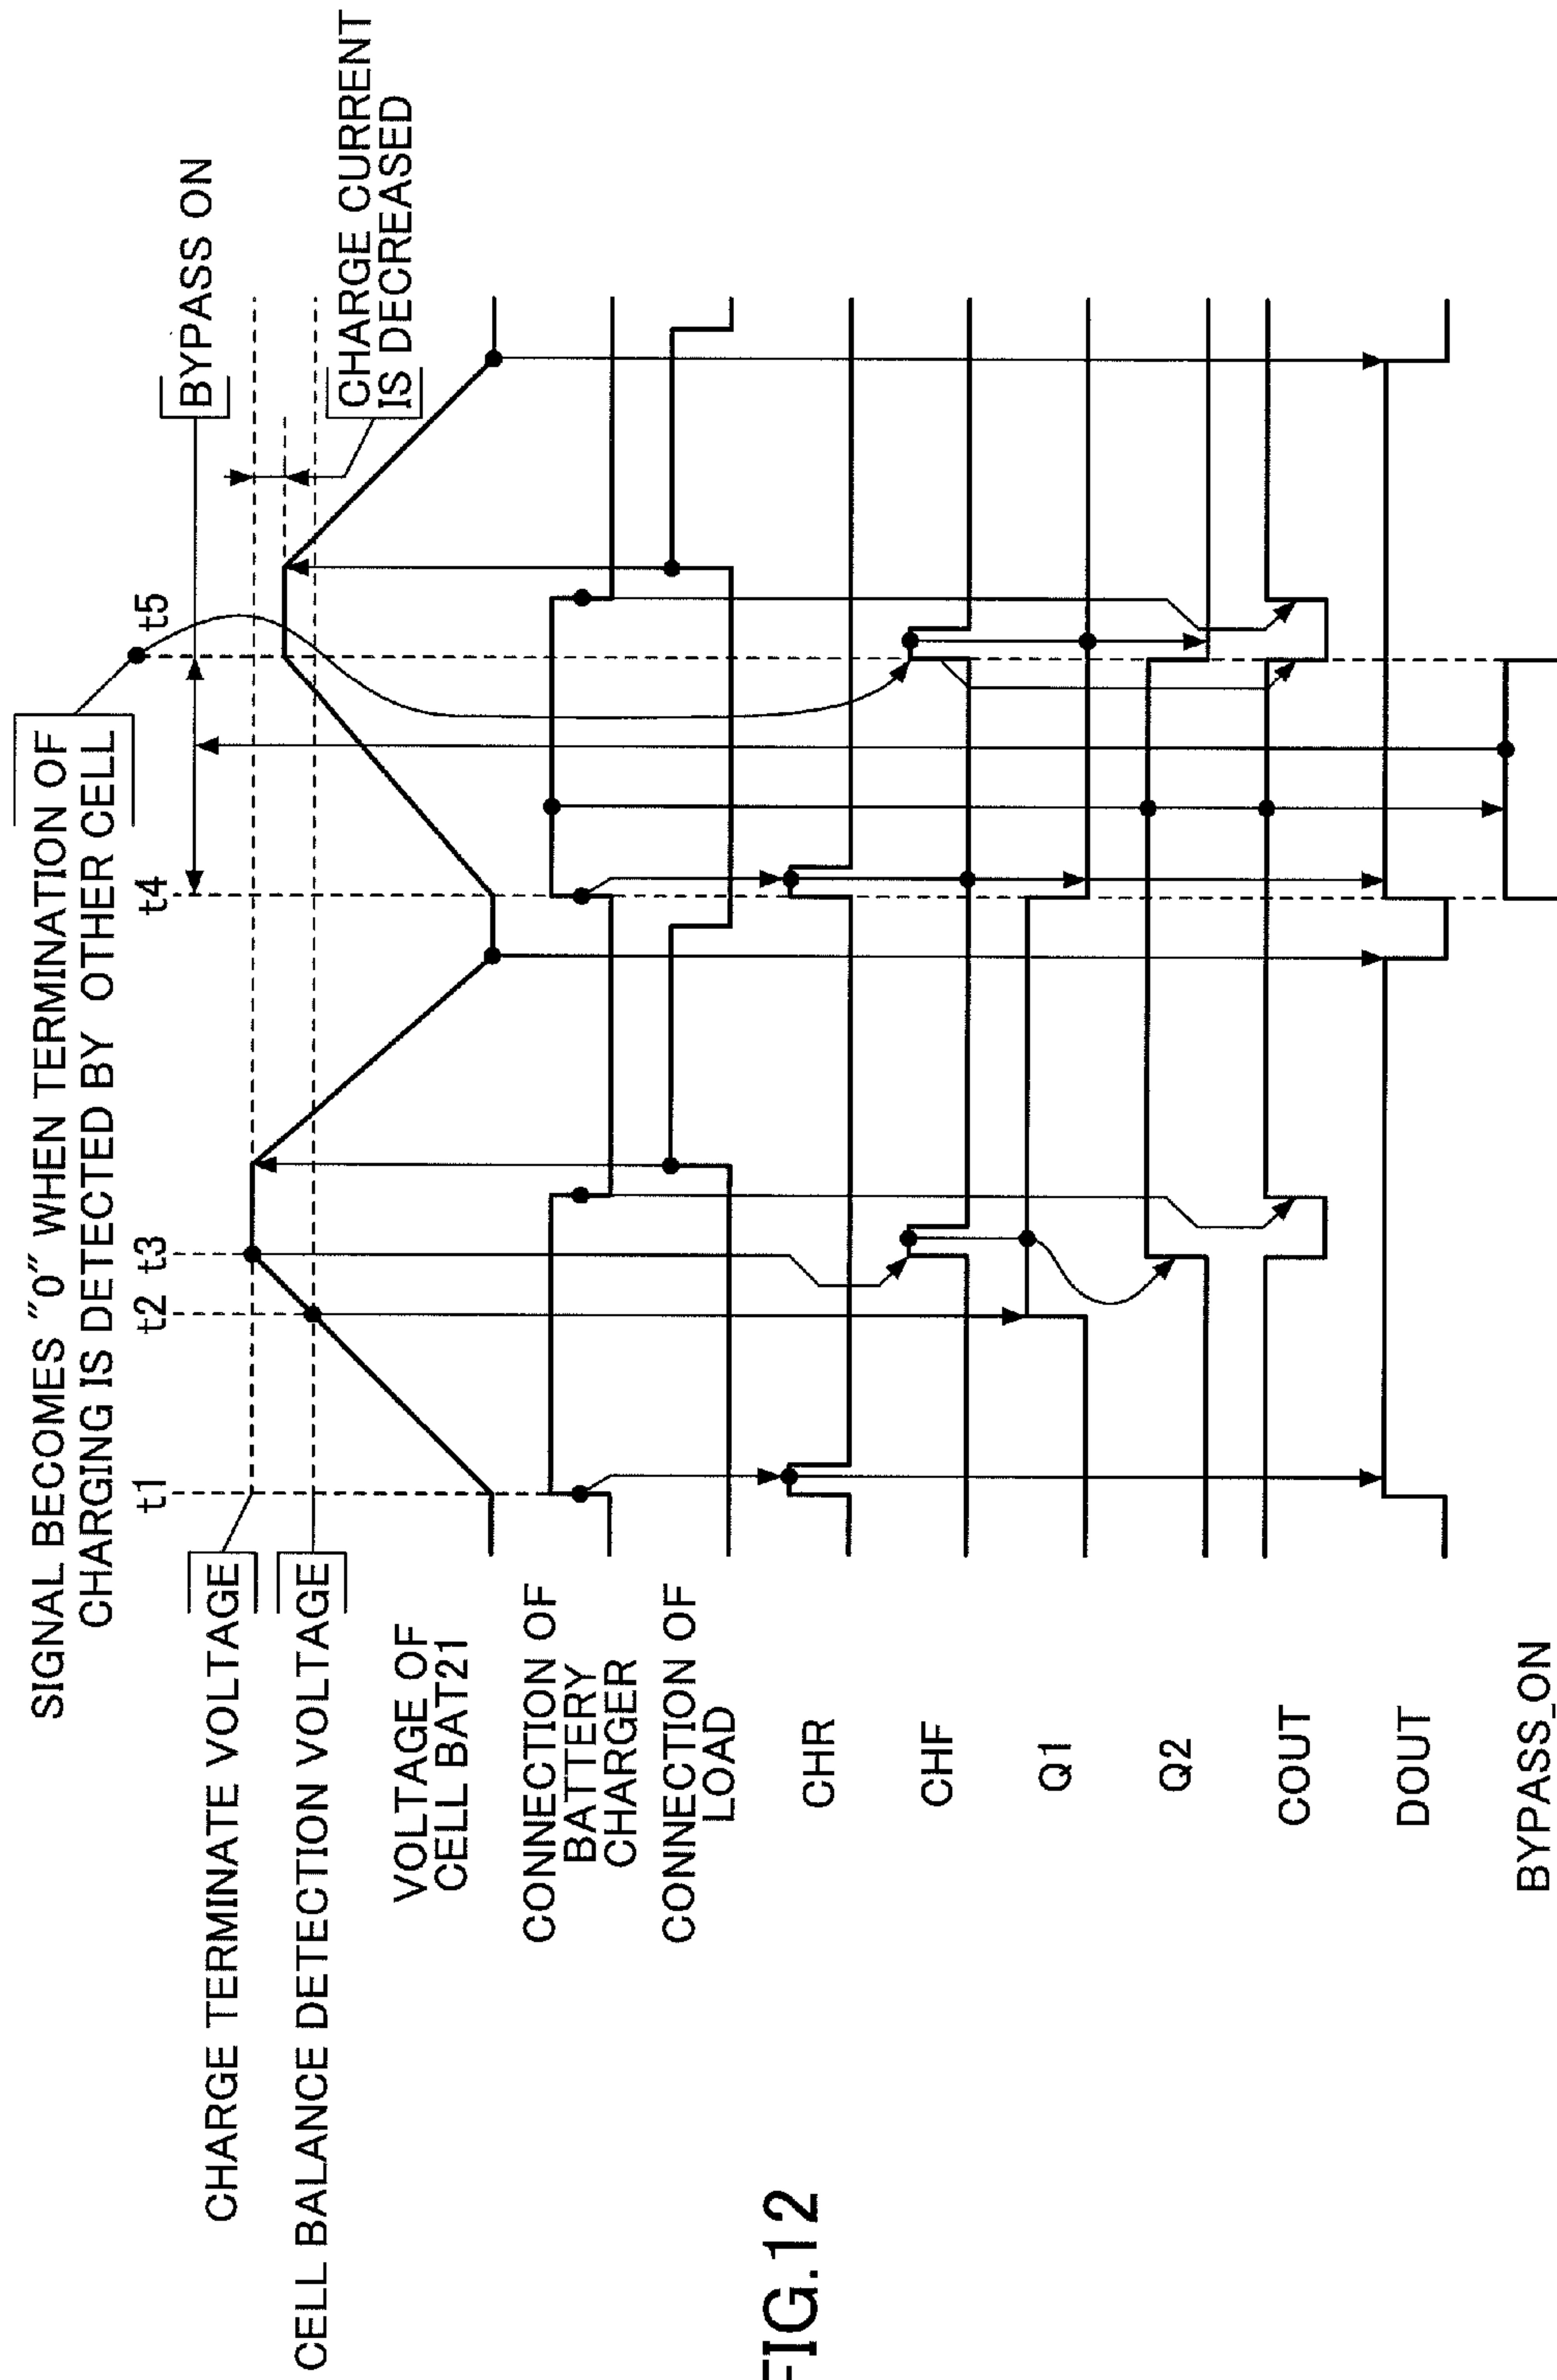 SIGNAL BECOMES "0" WHEN TERMINATION OF
CHARGING IS DETECTED BY OTHER CELL
t1
t2
t3
t4
t5
BYPASS ON
CHARGE CURRENT
IS DECREASED
CHARGE TERMINATE VOLTAGE
CELL BALANCE DETECTION VOLTAGE
VOLTAGE OF
CELL BAT21
CONNECTION OF
BATTERY
CHARGER
CONNECTION OF
LOAD
CHR
CHF
Q1
Q2
COUT
DOUT
BYPASS_ON
FIG.12